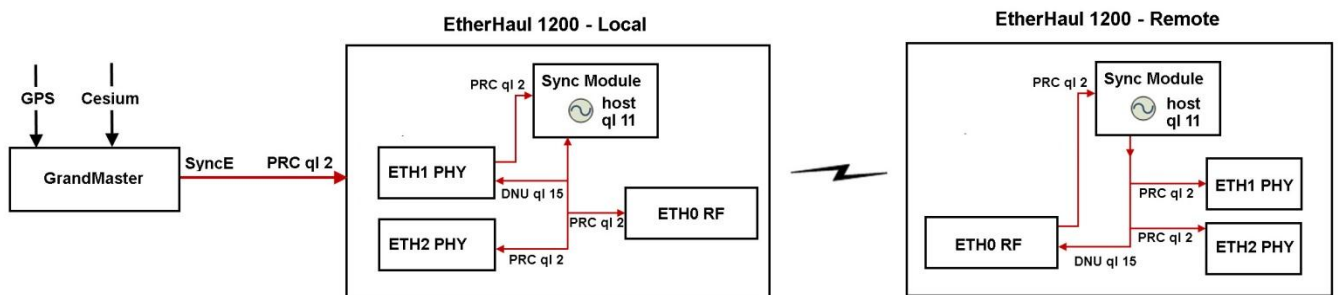 EtherHaul 1200 - Local
EtherHaul 1200 - Remote
GPS
Cesium
GrandMaster
SyncE
PRC ql 2
PRC ql 2
Sync Module
host
ql 11
ETH1 PHY
DNU ql 15
ETH0 RF
PRC ql 2
ETH2 PHY
PRC ql 2
PRC ql 2
Sync Module
host
ql 11
ETH1 PHY
PRC ql 2
ETH0 RF
PRC ql 2
ETH2 PHY
DNU ql 15